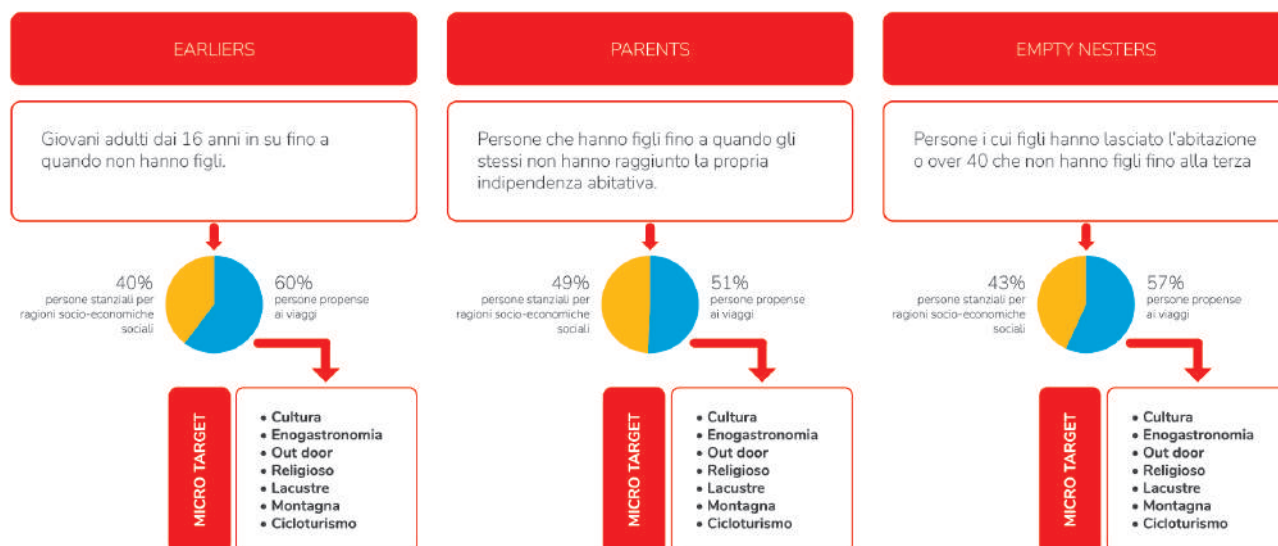 EARLIERS
Giovani adulti dai 16 anni in su fino a
quando non hanno figli.
40%
persone stanziali per
ragioni socio-economiche
sociali
60%
persone propense
ai viaggi
MICRO TARGET
• Cultura
• Enogastronomia
• Out door
• Religioso
• Lacustre
• Montagna
• Cicloturismo
PARENTS
Persone che hanno figli fino a quando gli
stessi non hanno raggiunto la propria
indipendenza abitativa.
49%
persone stanziali per
ragioni socio-economiche
sociali
51%
persone propense
ai viaggi
MICRO TARGET
• Cultura
• Enogastronomia
• Out door
• Religioso
• Lacustre
• Montagna
• Cicloturismo
EMPTY NESTERS
Persone i cui figli hanno lasciato l'abitazione
o over 40 che non hanno figli fino alla terza
43%
persone stanziali per
ragioni socio-economiche
sociali
57%
persone propense
ai viaggi
MICRO TARGET
• Cultura
• Enogastronomia
• Out door
• Religioso
• Lacustre
• Montagna
• Cicloturismo